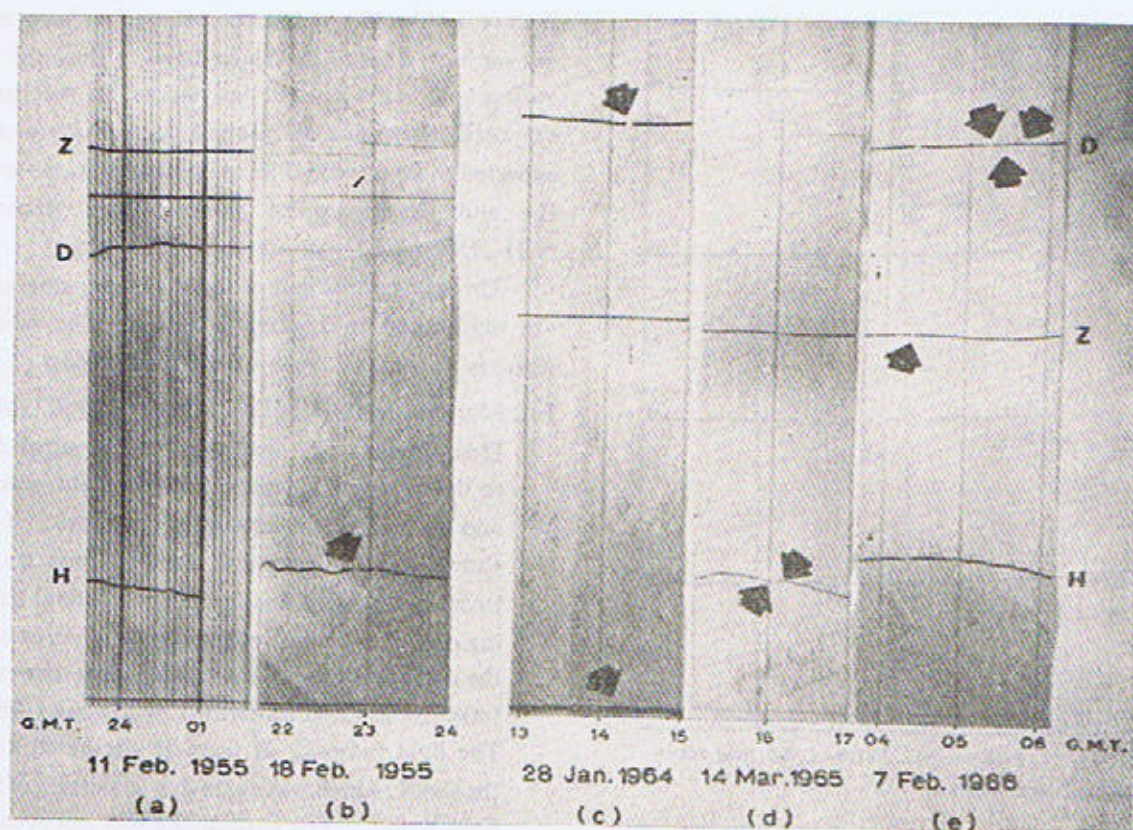 Z
D
H
D
Z
H
G.M.T. 24 01 22 23 24 13 14 15 16 17 04 05 06 G.M.T.
11 Feb. 1955 18 Feb. 1955 28 Jan. 1964 14 Mar. 1965 7 Feb. 1966
(a) (b) (c) (d) (e)